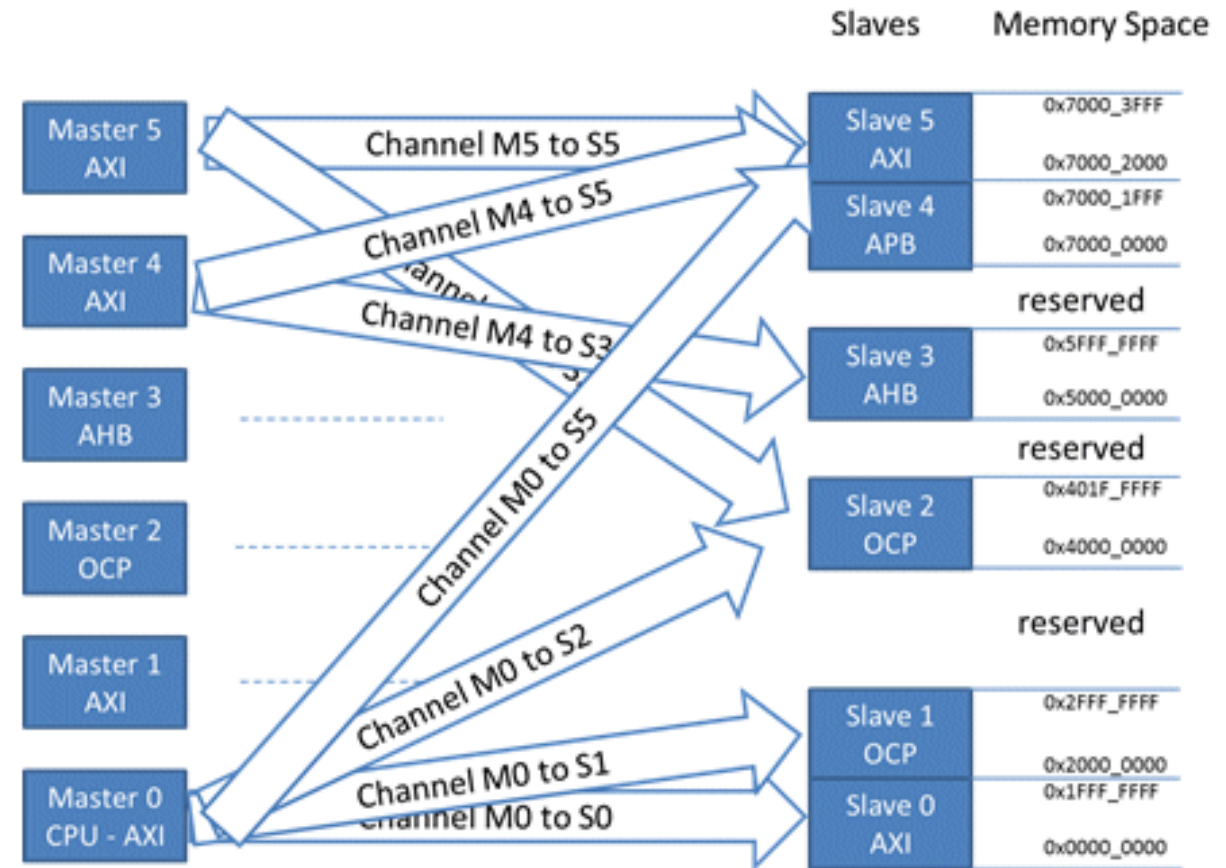 Slaves
Memory Space
Master 5
AXI
Master 4
AXI
Master 3
AHB
Master 2
OCP
Master 1
AXI
Master 0
CPU - AXI
Channel M5 to S5
Channel M4 to S5
Channel M4 to S3
Channel M0 to S5
Channel M0 to S2
Channel M0 to S1
Channel M0 to S0
Slave 5
AXI
Slave 4
APB
Slave 3
AHB
Slave 2
OCP
Slave 1
OCP
Slave 0
AXI
0x7000_3FFF
0x7000_2000
0x7000_1FFF
0x7000_0000
reserved
0x5FFF_FFFF
0x5000_0000
reserved
0x401F_FFFF
0x4000_0000
reserved
0x2FFF_FFFF
0x2000_0000
0x1FFF_FFFF
0x0000_0000